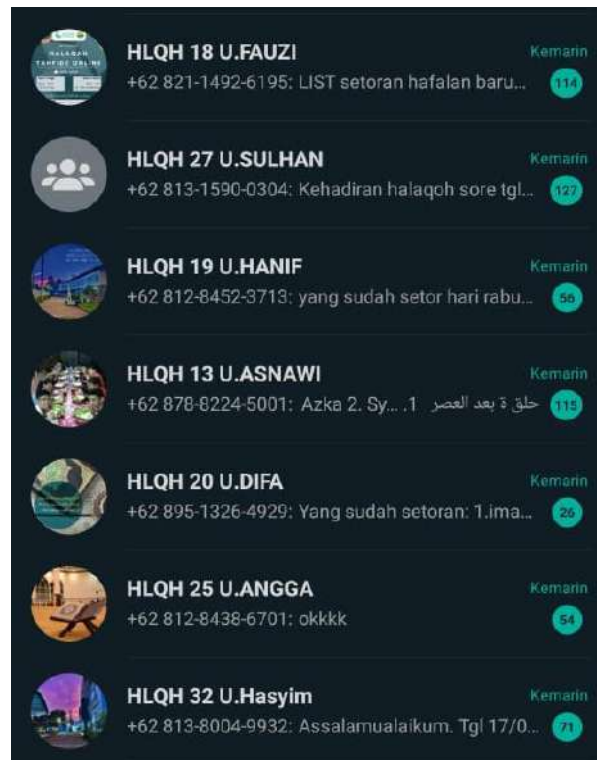 HALAQAH
TAHFIDZ ONLINE
HLQH 18 U.FAUZI
Kemarin
+62 821-1492-6195: LIST setoran hafalan baru...
114
HLQH 27 U.SULHAN
Kemarin
+62 813-1590-0304: Kehadiran halaqoh sore tgl...
127
HLQH 19 U.HANIF
Kemarin
+62 812-8452-3713: yang sudah setor hari rabu...
56
HLQH 13 U.ASNAWI
Kemarin
+62 878-8224-5001: Azka 2. Sy... .1 حلق ة بعد العصر
115
HLQH 20 U.DIFA
Kemarin
+62 895-1326-4929: Yang sudah setoran: 1.ima...
26
HLQH 25 U.ANGGA
Kemarin
+62 812-8438-6701: okkkk
54
HLQH 32 U.Hasyim
Kemarin
+62 813-8004-9932: Assalamualaikum. Tgl 17/0...
71